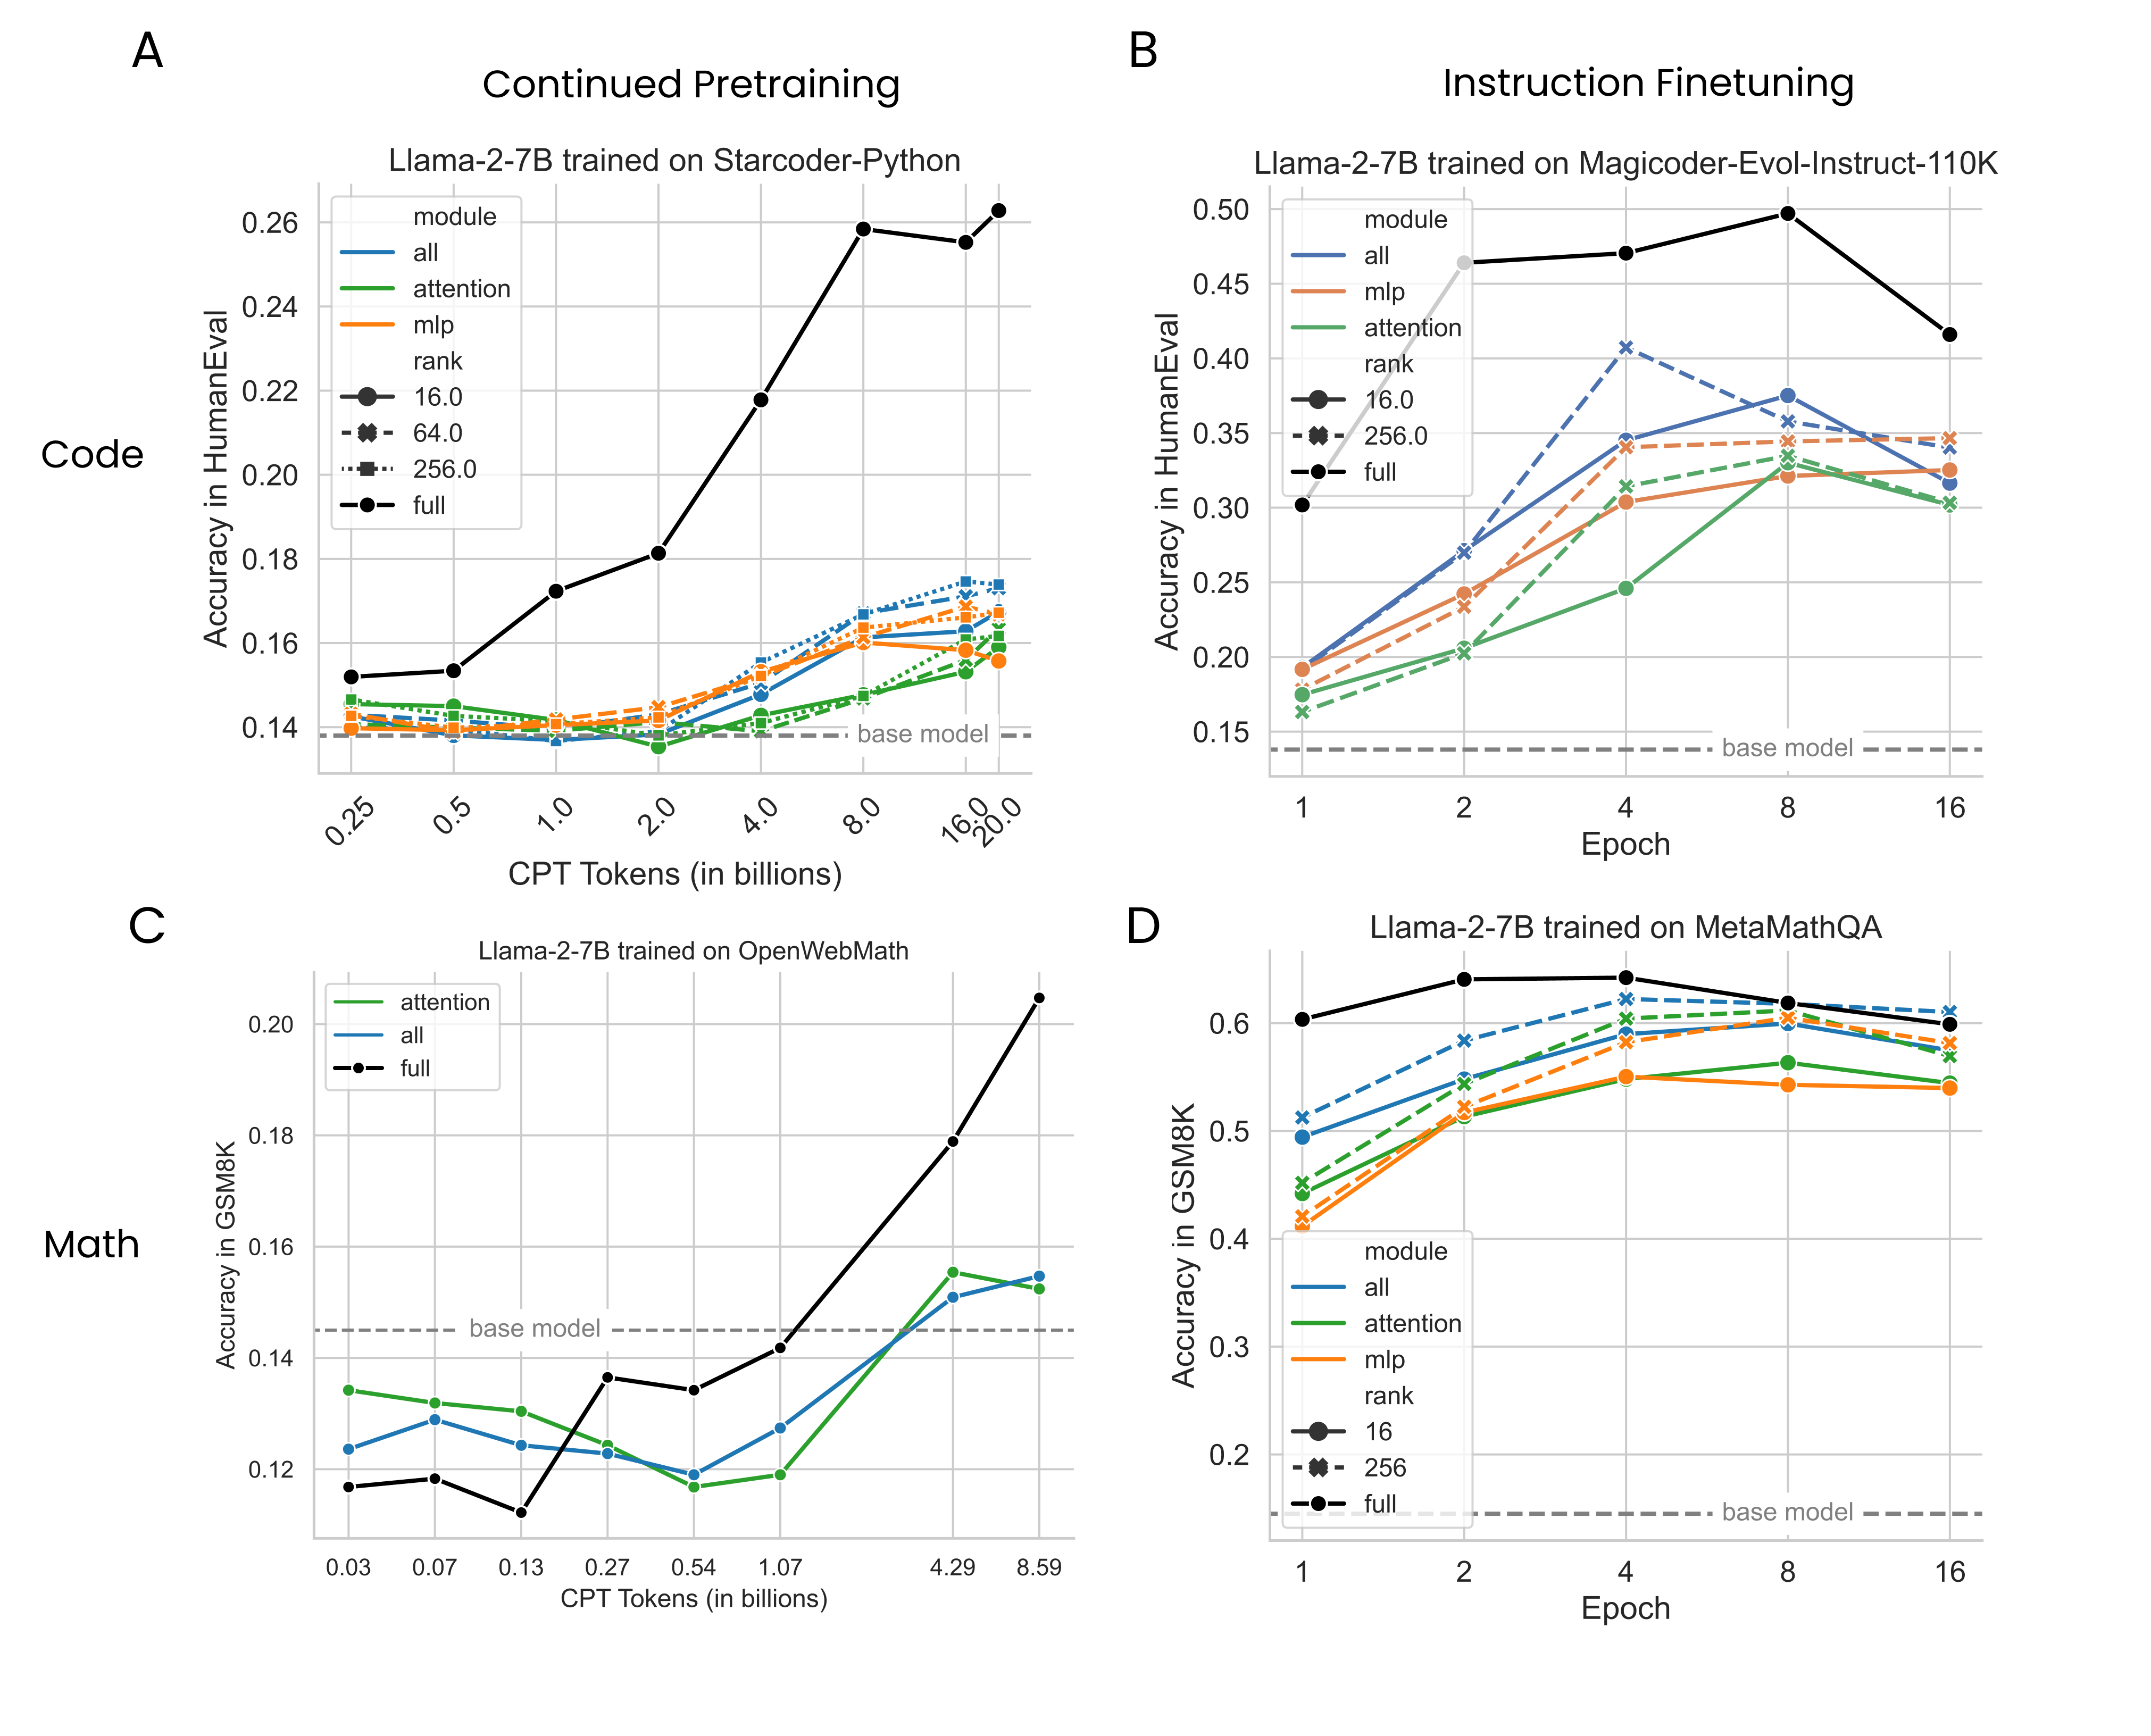 A
Continued Pretraining
Llama-2-7B trained on Starcoder-Python
Code
Accuracy in HumanEval
0.26
0.24
0.22
0.20
0.18
0.16
0.14
module
all
attention
mlp
rank
16.0
64.0
256.0
full
base model
0.25
0.5
1.0
2.0
4.0
8.0
16.0
20.0
CPT Tokens (in billions)
B
Instruction Finetuning
Llama-2-7B trained on Magicoder-Evol-Instruct-110K
Accuracy in HumanEval
0.50
0.45
0.40
0.35
0.30
0.25
0.20
0.15
module
all
mlp
attention
rank
16.0
256.0
full
base model
1
2
4
8
16
Epoch
C
Llama-2-7B trained on OpenWebMath
Math
Accuracy in GSM8K
0.20
0.18
0.16
0.14
0.12
attention
all
full
base model
0.03
0.07
0.13
0.27
0.54
1.07
4.29
8.59
CPT Tokens (in billions)
D
Llama-2-7B trained on MetaMathQA
Accuracy in GSM8K
0.6
0.5
0.4
0.3
0.2
module
all
attention
mlp
rank
16
256
full
base model
1
2
4
8
16
Epoch